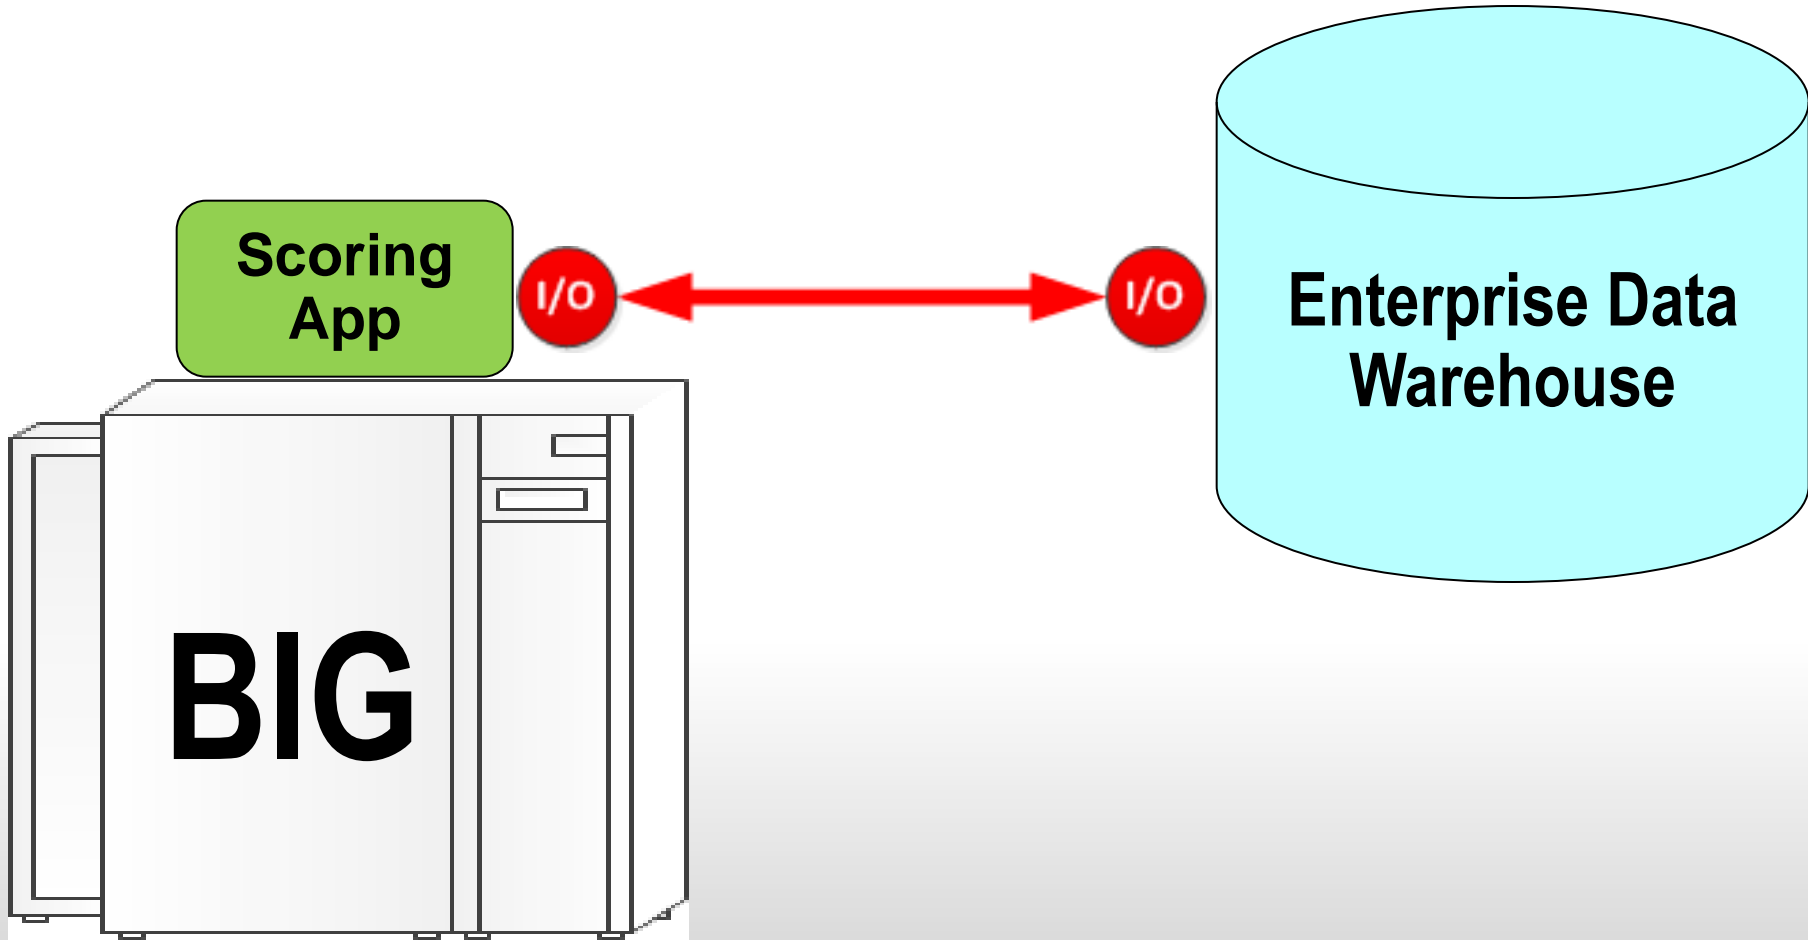 Scoring
App
I/O
I/O
Enterprise Data
Warehouse
BIG